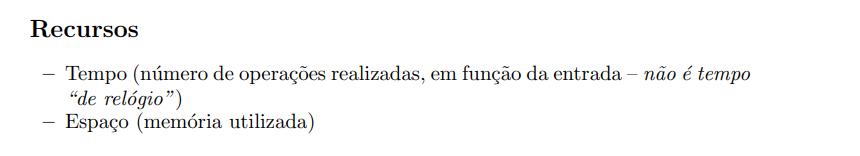 Recursos
– Tempo (número de operações realizadas, em função da entrada – não é tempo
“de relógio”)
– Espaço (memória utilizada)